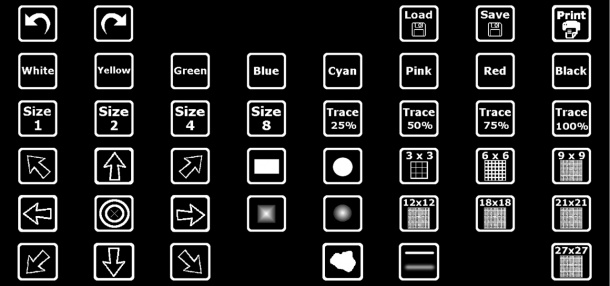 Load
Save
Print
White
Yellow
Green
Blue
Cyan
Pink
Red
Black
Size
1
Size
2
Size
4
Size
8
Trace
25%
Trace
50%
Trace
75%
Trace
100%
3 x 3
6 x 6
9 x 9
12x12
18x18
21x21
27x27